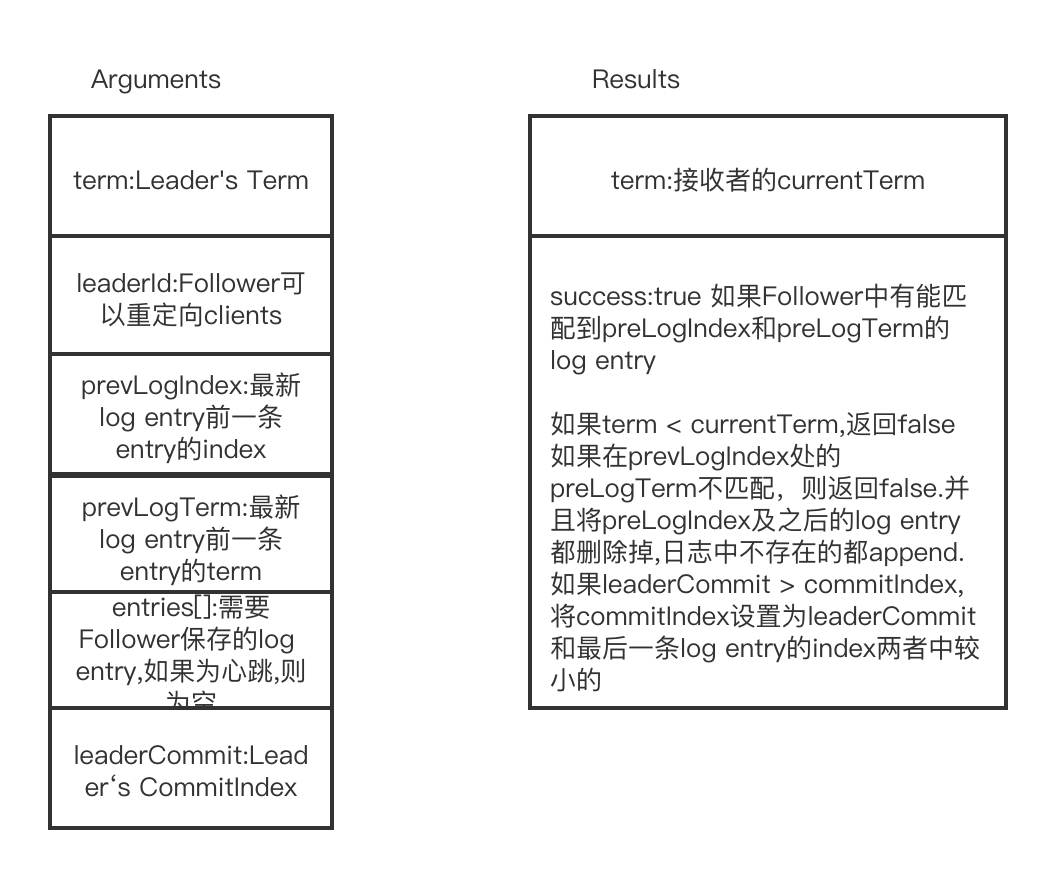 Arguments
term:Leader's Term
leaderId:Follower可
以重定向clients
prevLogIndex:最新
log entry前一条
entry的index
prevLogTerm:最新
log entry前一条
entry的term
entries[]:需要
Follower保存的log
entry,如果为心跳,则
为空
leaderCommit:Lead
er‘s CommitIndex
Results
term:接收者的currentTerm
success:true 如果Follower中有能匹
配到preLogIndex和preLogTerm的
log entry
如果term < currentTerm,返回false
如果在prevLogIndex处的
preLogTerm不匹配，则返回false.并
且将preLogIndex及之后的log entry
都删除掉,日志中不存在的都append.
如果leaderCommit > commitIndex,
将commitIndex设置为leaderCommit
和最后一条log entry的index两者中较
小的